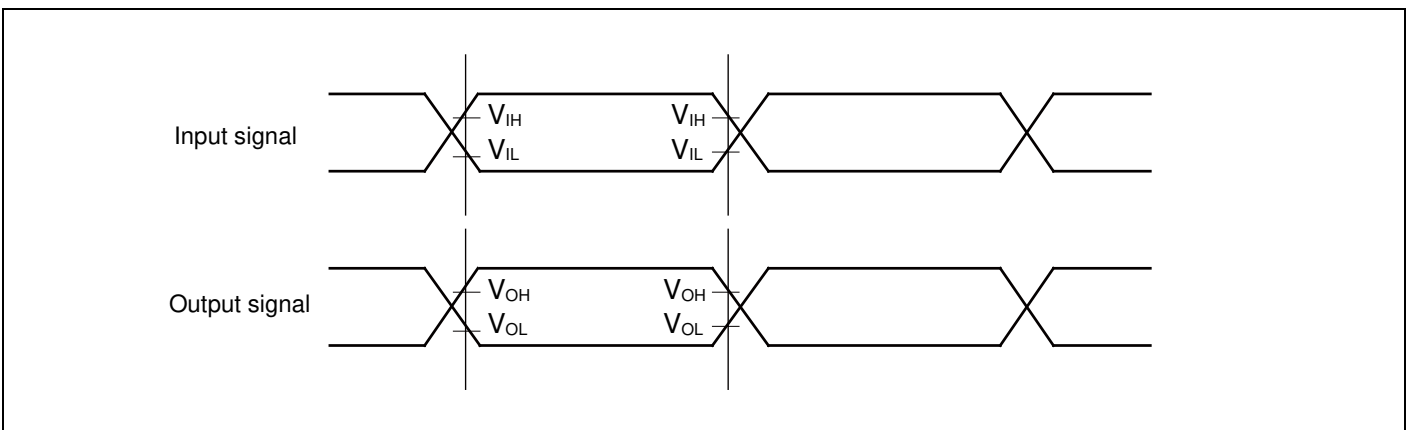 Input signal
VIH VIH
VIL VIL
Output signal
VOH VOH
VOL VOL